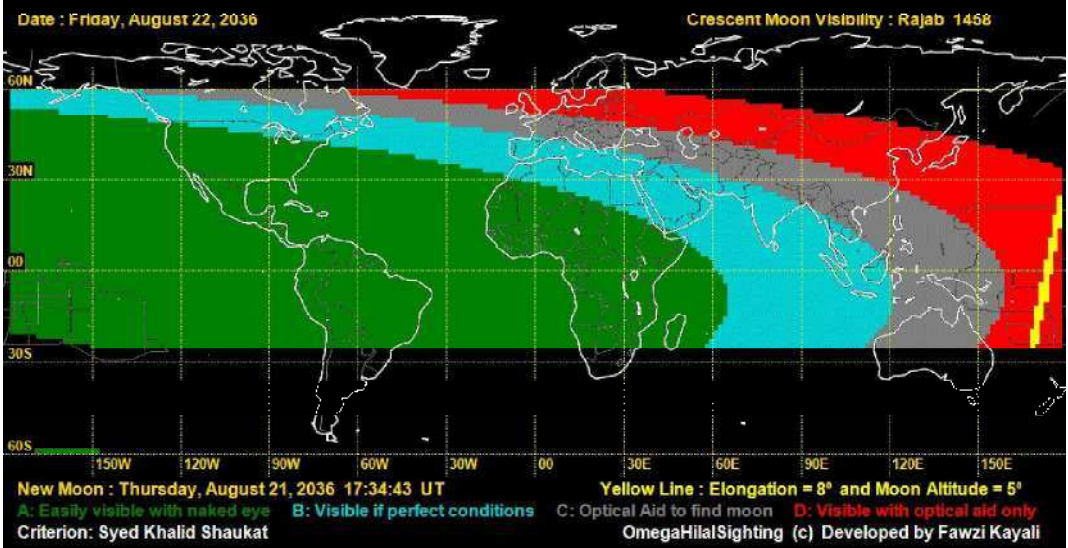 Date : Friday, August 22, 2036 Crescent Moon Visibility : Rajab 1458
60N
30N
00
30S
60S
150W 120W 90W 60W 30W 00 30E 60E 90E 120E 150E
New Moon : Thursday, August 21, 2036 17:34:43 UT Yellow Line : Elongation = 8° and Moon Altitude = 5°
A: Easily visible with naked eye B: Visible if perfect conditions C: Optical Aid to find moon D: Visible with optical aid only
Criterion: Syed Khalid Shaukat OmegaHilalSighting (c) Developed by Fawzi Kayali